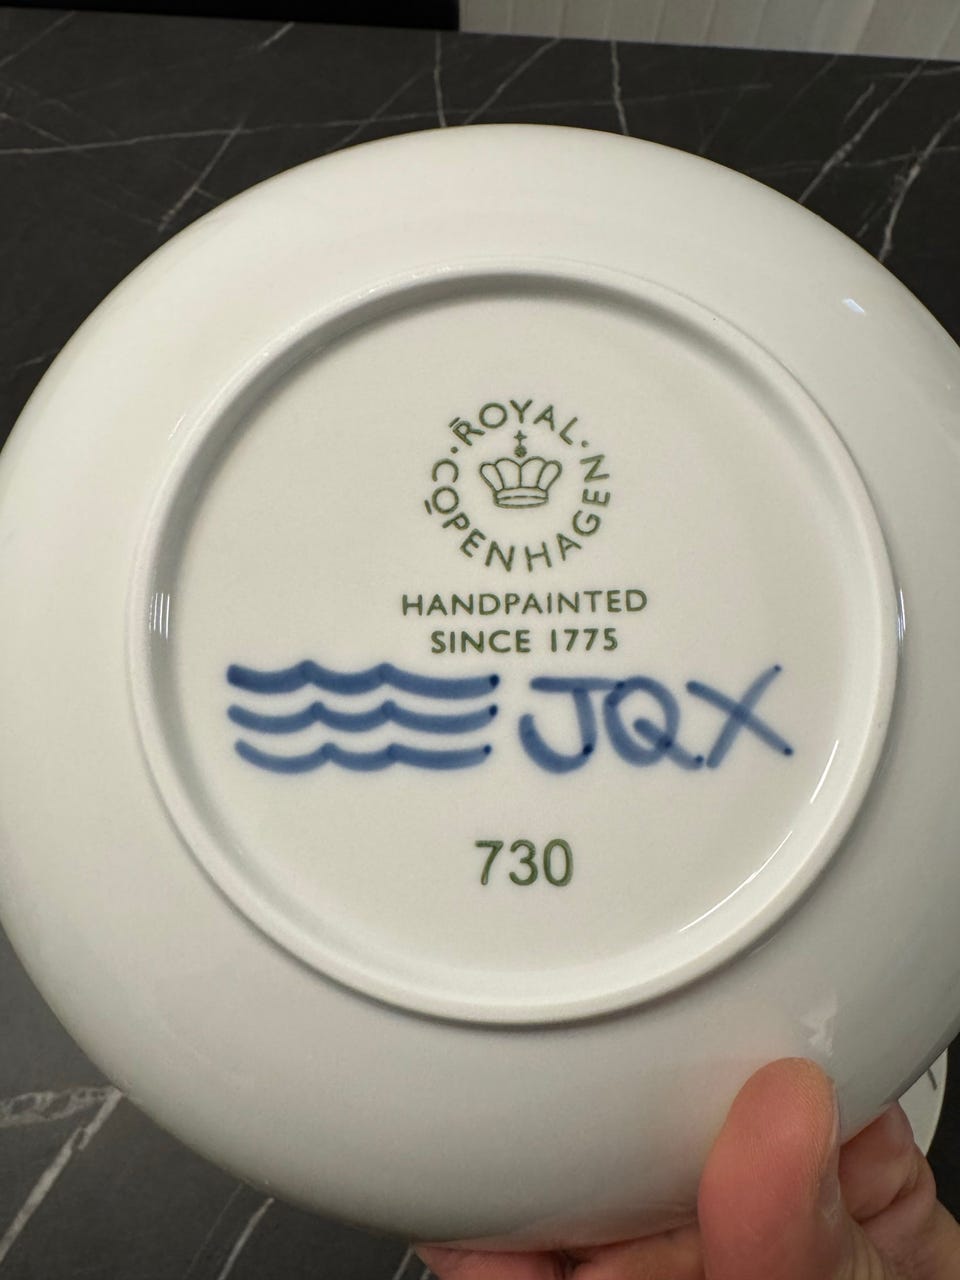 ROYAL
COPENHAGEN
HANDPAINTED
SINCE 1775
JQX
730